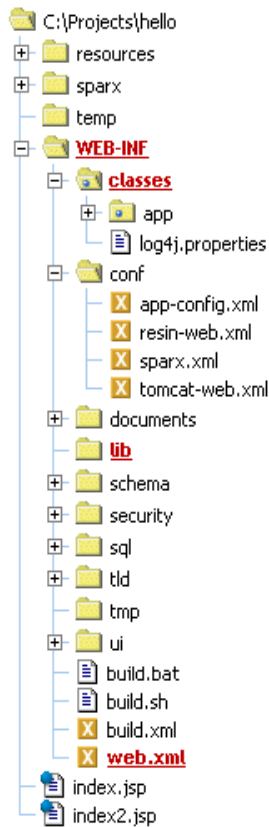 C:\Projects\hello
resources
sparx
temp
WEB-INF
classes
app
log4j.properties
conf
app-config.xml
resin-web.xml
sparx.xml
tomcat-web.xml
documents
lib
schema
security
sql
tld
tmp
ui
build.bat
build.sh
build.xml
web.xml
index.jsp
index2.jsp